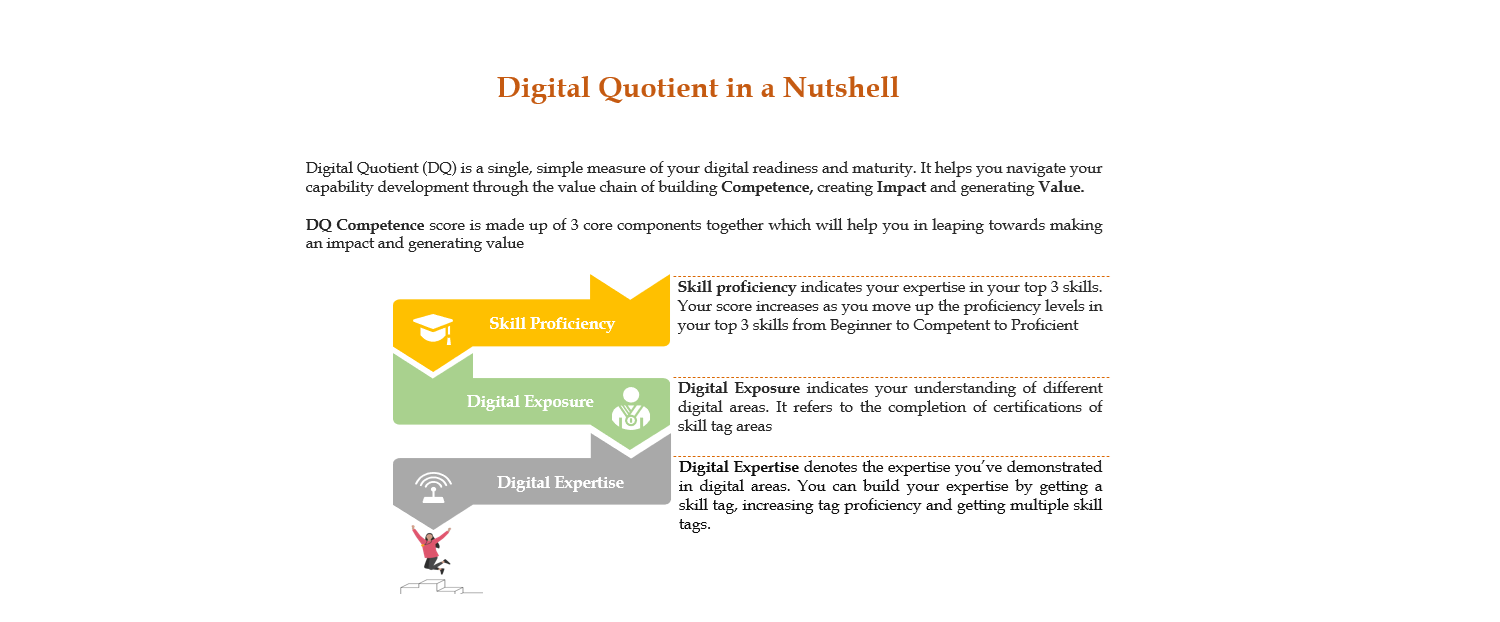 Digital Quotient in a Nutshell
Digital Quotient (DQ) is a single, simple measure of your digital readiness and maturity. It helps you navigate your
capability development through the value chain of building Competence, creating Impact and generating Value.
DQ Competence score is made up of 3 core components together which will help you in leaping towards making
an impact and generating value
Skill Proficiency
Skill proficiency indicates your expertise in your top 3 skills.
Your score increases as you move up the proficiency levels in
your top 3 skills from Beginner to Competent to Proficient
Digital Exposure
Digital Exposure indicates your understanding of different
digital areas. It refers to the completion of certifications of
skill tag areas
Digital Expertise
Digital Expertise denotes the expertise you've demonstrated
in digital areas. You can build your expertise by getting a
skill tag, increasing tag proficiency and getting multiple skill
tags.